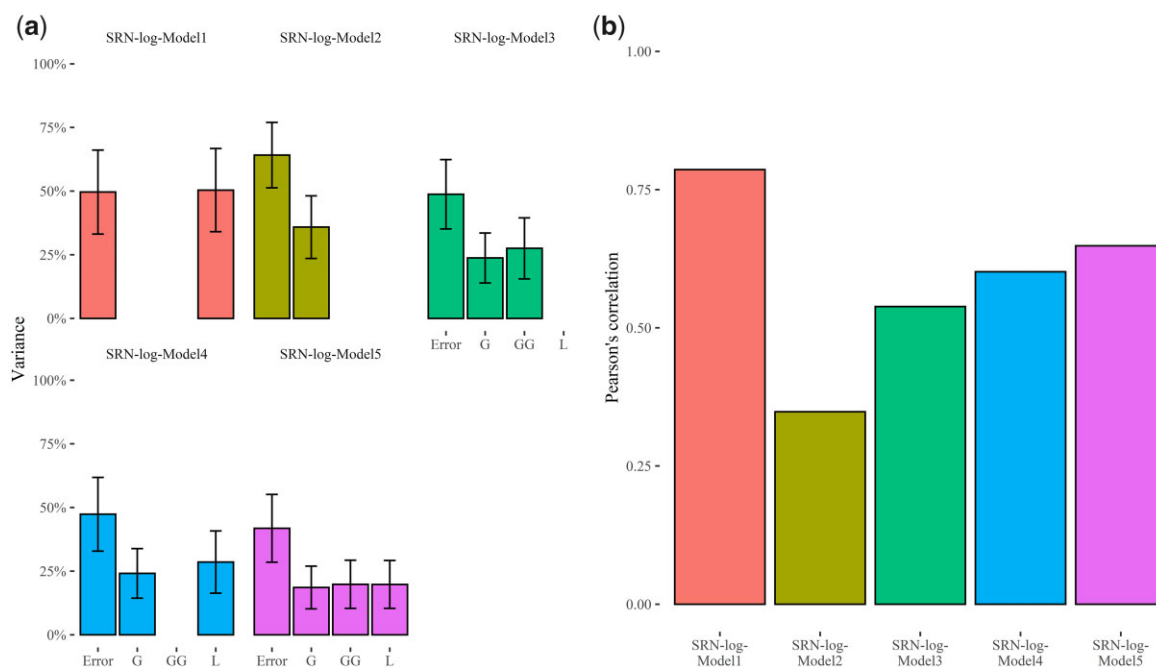 (a)
SRN-log-Model1 SRN-log-Model2 SRN-log-Model3
100%
75%
50%
25%
0%
Error G GG L
Variance
SRN-log-Model4 SRN-log-Model5
100%
75%
50%
25%
0%
Error G GG L Error G GG L
(b)
1.00
0.75
0.50
0.25
0.00
Pearson's correlation
SRN-log- SRN-log- SRN-log- SRN-log- SRN-log-
Model1 Model2 Model3 Model4 Model5